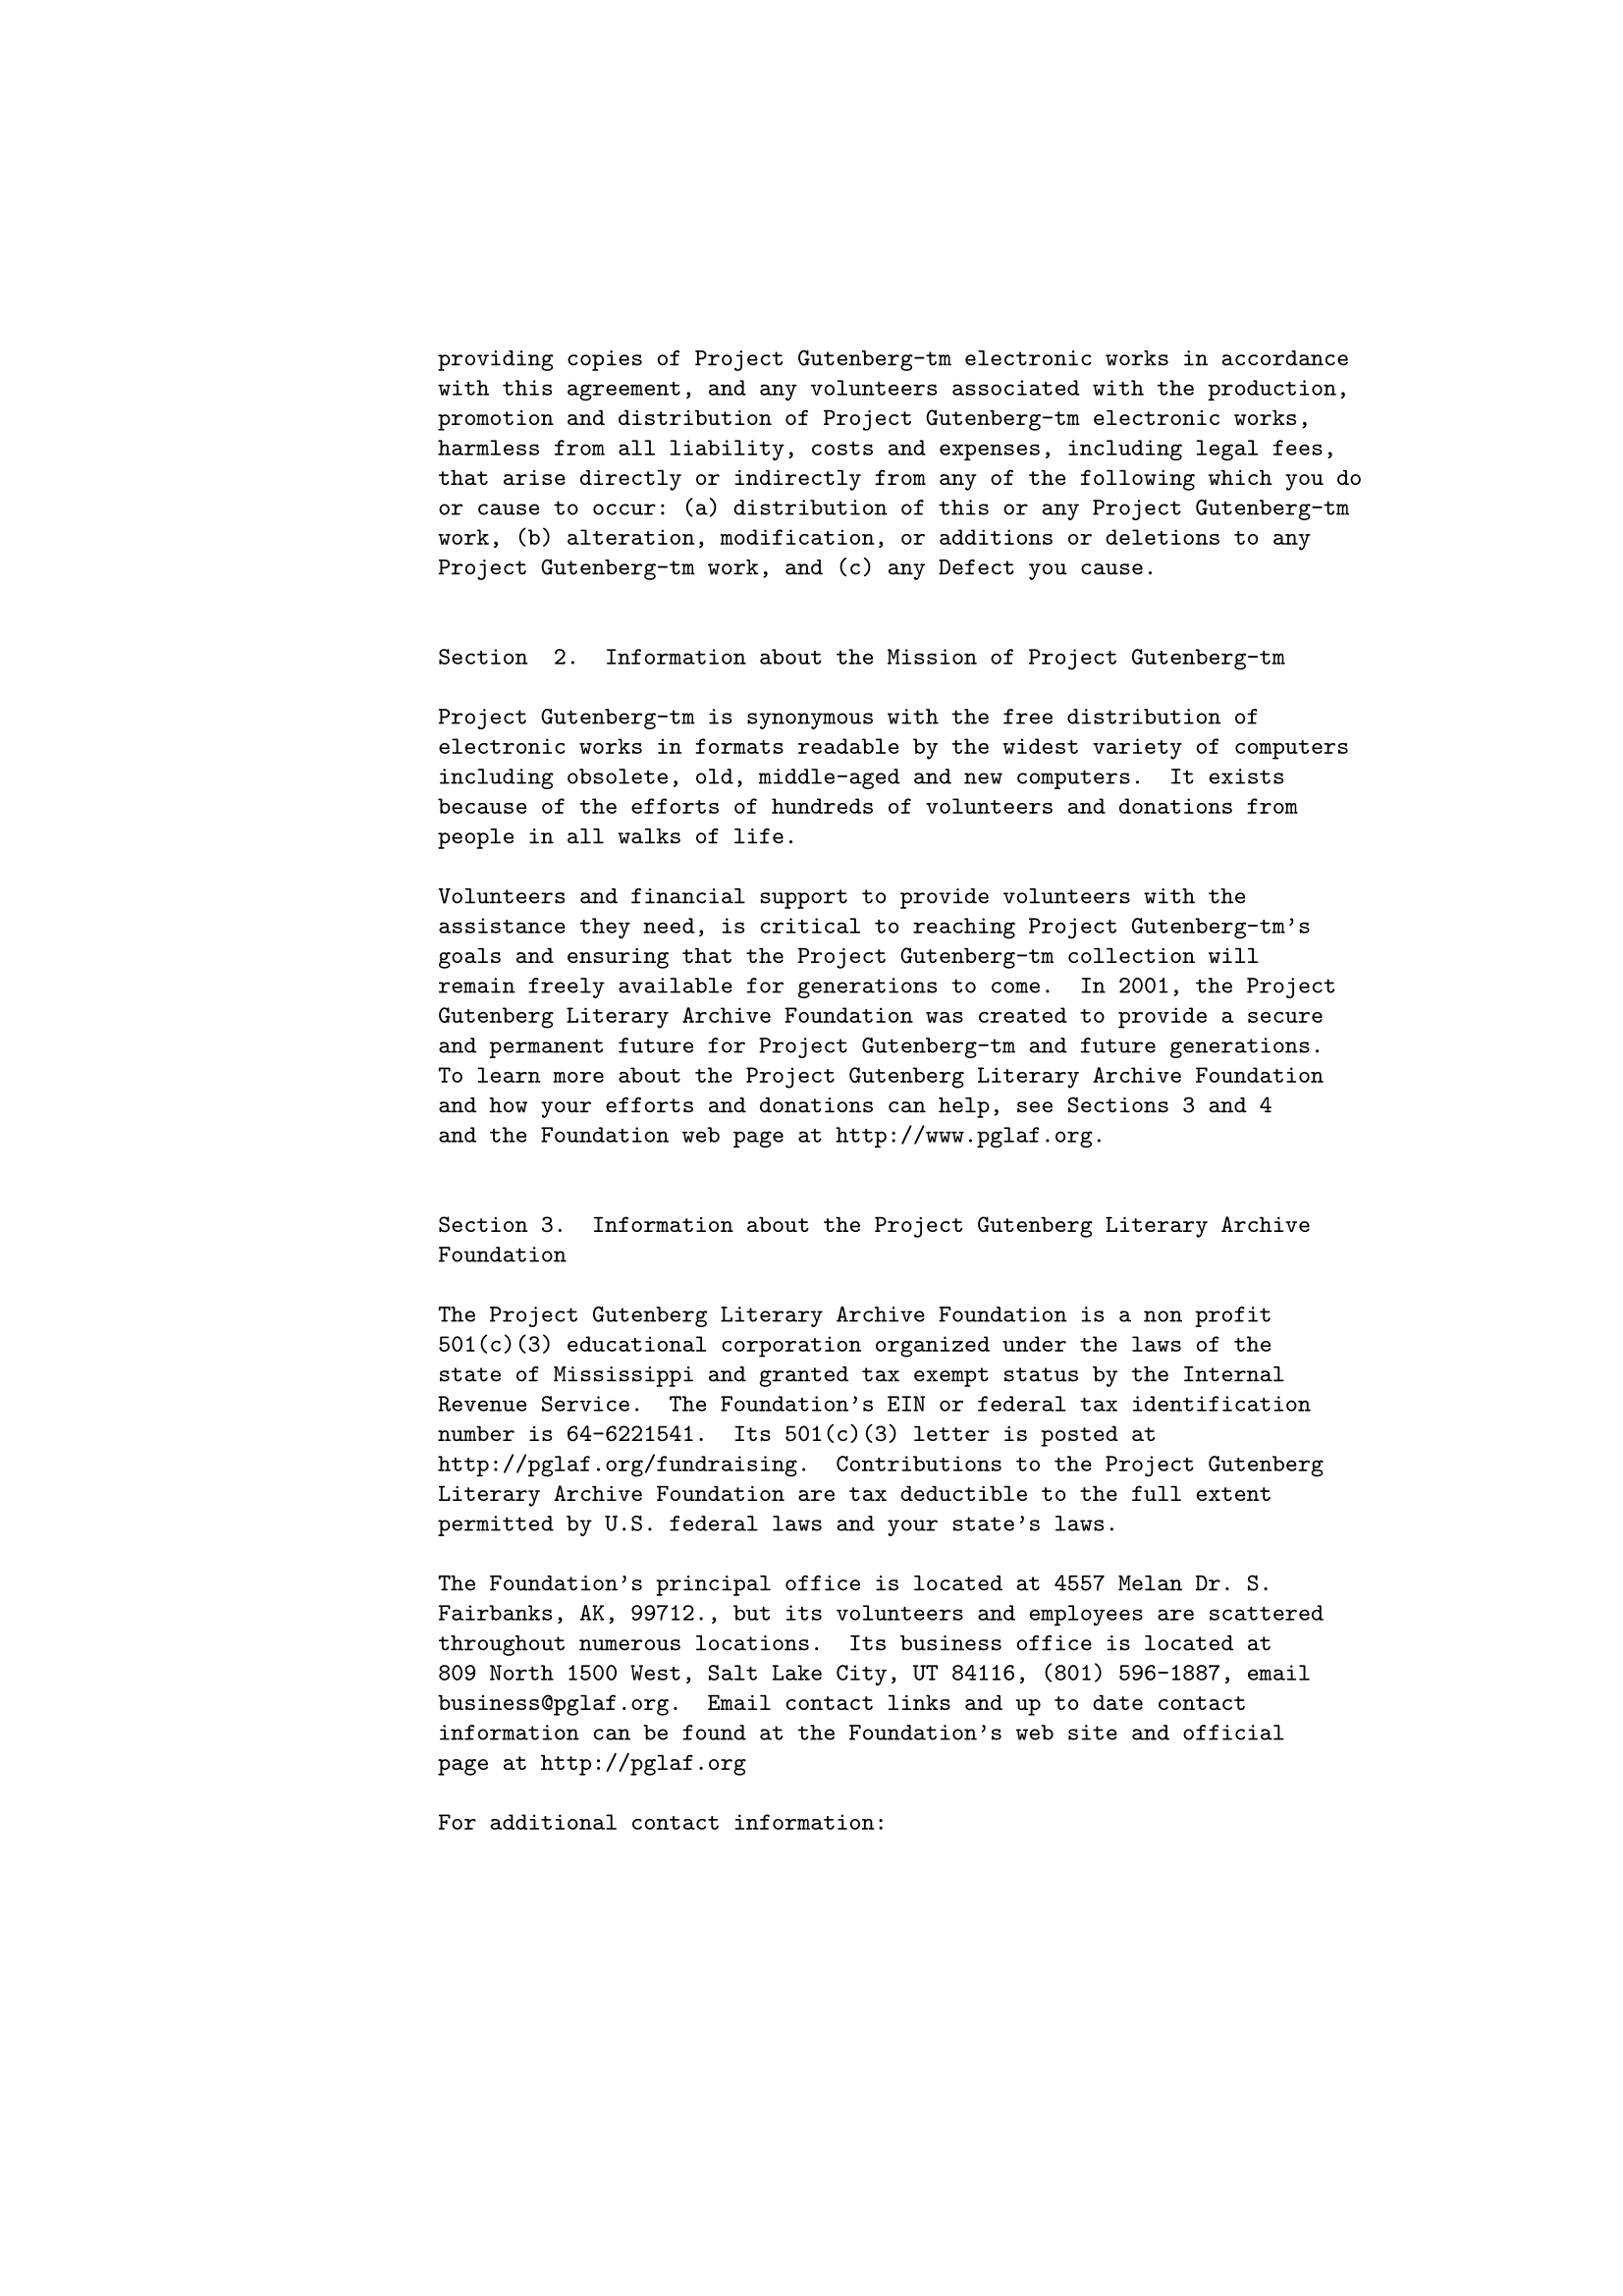 providing copies of Project Gutenberg-tm electronic works in accordance
with this agreement, and any volunteers associated with the production,
promotion and distribution of Project Gutenberg-tm electronic works,
harmless from all liability, costs and expenses, including legal fees,
that arise directly or indirectly from any of the following which you do
or cause to occur: (a) distribution of this or any Project Gutenberg-tm
work, (b) alteration, modification, or additions or deletions to any
Project Gutenberg-tm work, and (c) any Defect you cause.
Section  2.  Information about the Mission of Project Gutenberg-tm
Project Gutenberg-tm is synonymous with the free distribution of
electronic works in formats readable by the widest variety of computers
including obsolete, old, middle-aged and new computers.  It exists
because of the efforts of hundreds of volunteers and donations from
people in all walks of life.
Volunteers and financial support to provide volunteers with the
assistance they need, is critical to reaching Project Gutenberg-tm's
goals and ensuring that the Project Gutenberg-tm collection will
remain freely available for generations to come.  In 2001, the Project
Gutenberg Literary Archive Foundation was created to provide a secure
and permanent future for Project Gutenberg-tm and future generations.
To learn more about the Project Gutenberg Literary Archive Foundation
and how your efforts and donations can help, see Sections 3 and 4
and the Foundation web page at http://www.pglaf.org.
Section 3.  Information about the Project Gutenberg Literary Archive
Foundation
The Project Gutenberg Literary Archive Foundation is a non profit
501(c)(3) educational corporation organized under the laws of the
state of Mississippi and granted tax exempt status by the Internal
Revenue Service.  The Foundation's EIN or federal tax identification
number is 64-6221541.  Its 501(c)(3) letter is posted at
http://pglaf.org/fundraising.  Contributions to the Project Gutenberg
Literary Archive Foundation are tax deductible to the full extent
permitted by U.S. federal laws and your state's laws.
The Foundation's principal office is located at 4557 Melan Dr. S.
Fairbanks, AK, 99712., but its volunteers and employees are scattered
throughout numerous locations.  Its business office is located at
809 North 1500 West, Salt Lake City, UT 84116, (801) 596-1887, email
business@pglaf.org.  Email contact links and up to date contact
information can be found at the Foundation's web site and official
page at http://pglaf.org
For additional contact information: